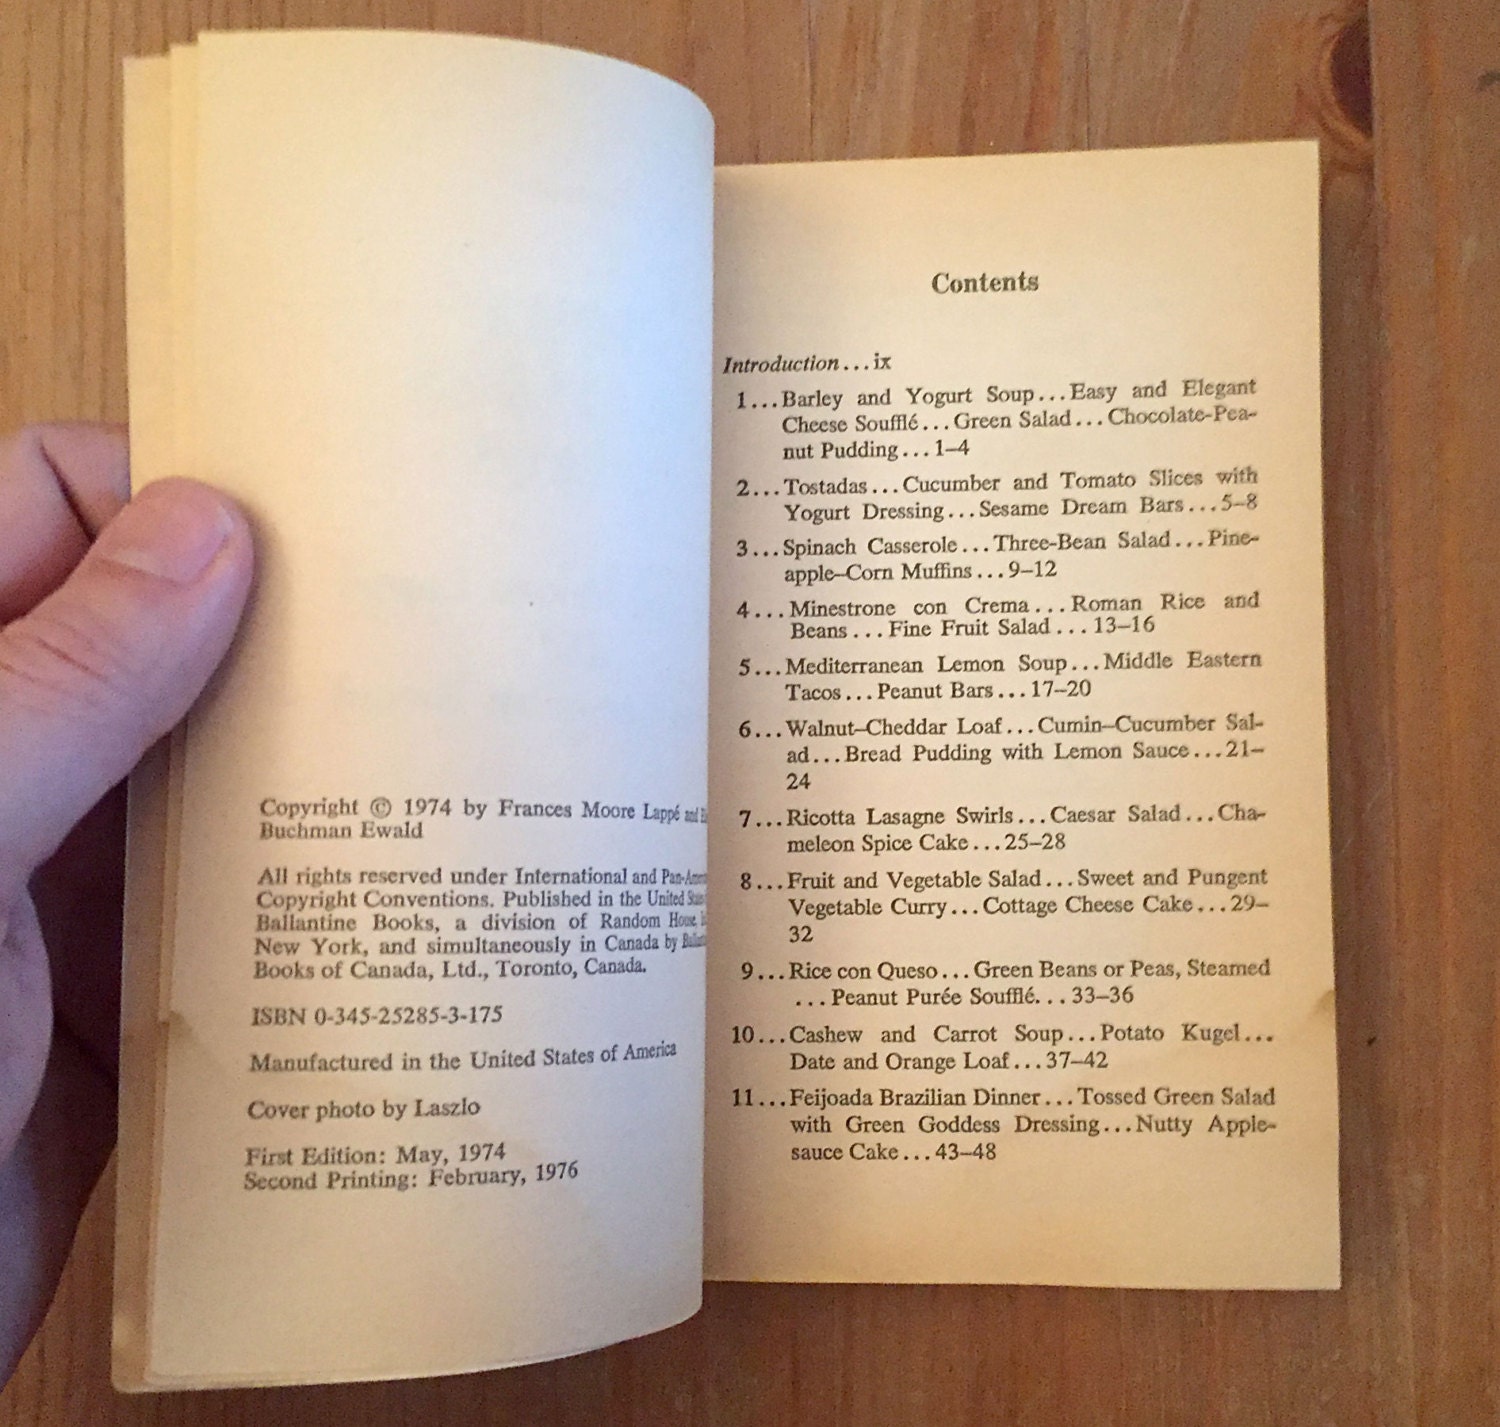 Copyright © 1974 by Frances Moore Lappé and
Buchman Ewald
All rights reserved under International and
Copyright Conventions. Published in the United
Ballantine Books, a division of Random House,
New York, and simultaneously in Canada by
Books of Canada, Ltd., Toronto, Canada.
ISBN 0-345-25285-3-175
Manufactured in the United States of America
Cover photo by Laszlo
First Edition: May, 1974
Second Printing: February, 1976
Contents
Introduction...ix
1...Barley and Yogurt Soup...Easy and Elegant
Cheese Soufflé...Green Salad...Chocolate-Pea-
nut Pudding...1–4
2...Tostadas...Cucumber and Tomato Slices with
Yogurt Dressing...Sesame Dream Bars...5–8
3...Spinach Casserole...Three-Bean Salad...Pine-
apple–Corn Muffins...9–12
4...Minestrone con Crema...Roman Rice and
Beans...Fine Fruit Salad...13–16
5...Mediterranean Lemon Soup...Middle Eastern
Tacos...Peanut Bars...17–20
6...Walnut–Cheddar Loaf...Cumin–Cucumber Sal-
ad...Bread Pudding with Lemon Sauce...21–
24
7...Ricotta Lasagne Swirls...Caesar Salad...Cha-
meleon Spice Cake...25–28
8...Fruit and Vegetable Salad...Sweet and Pungent
Vegetable Curry...Cottage Cheese Cake...29–
32
9...Rice con Queso...Green Beans or Peas, Steamed
...Peanut Purée Soufflé...33–36
10...Cashew and Carrot Soup...Potato Kugel...
Date and Orange Loaf...37–42
11...Feijoada Brazilian Dinner...Tossed Green Salad
with Green Goddess Dressing...Nutty Apple-
sauce Cake...43–48